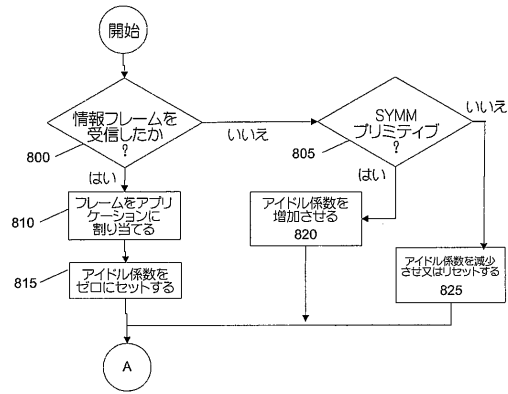 開始
情報フレームを
受信したか
?
800
いいえ
はい
SYMM
プリミティブ
?
805
いいえ
はい
フレームをアプリ
ケーションに
割り当てる
810
アイドル係数を
増加させる
820
アイドル係数を
ゼロにセットする
815
アイドル係数を減少
させ又はリセットする
825
A